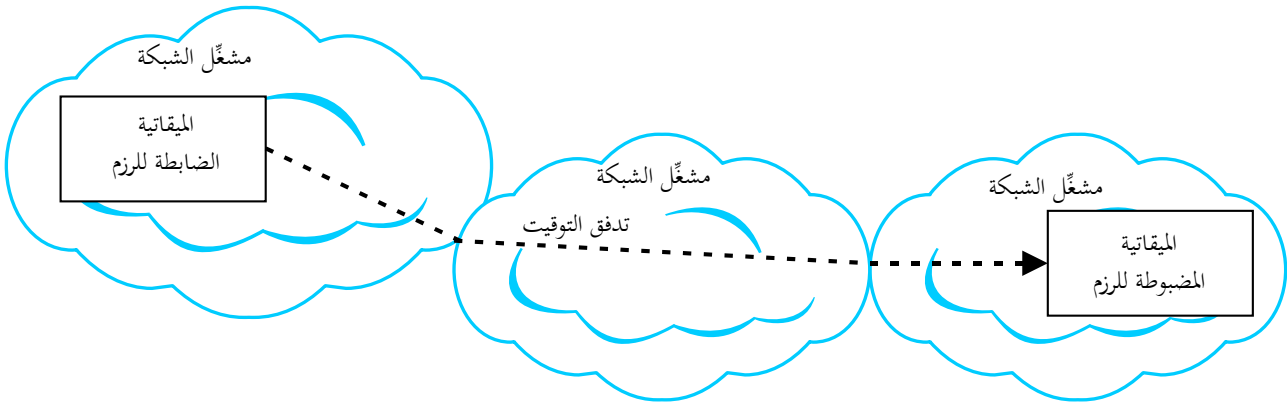 مشغِّل الشبكة
الميقاتية
الضابطة للرزم
مشغِّل الشبكة
تدفق التوقيت
مشغِّل الشبكة
الميقاتية
المضبوطة للرزم